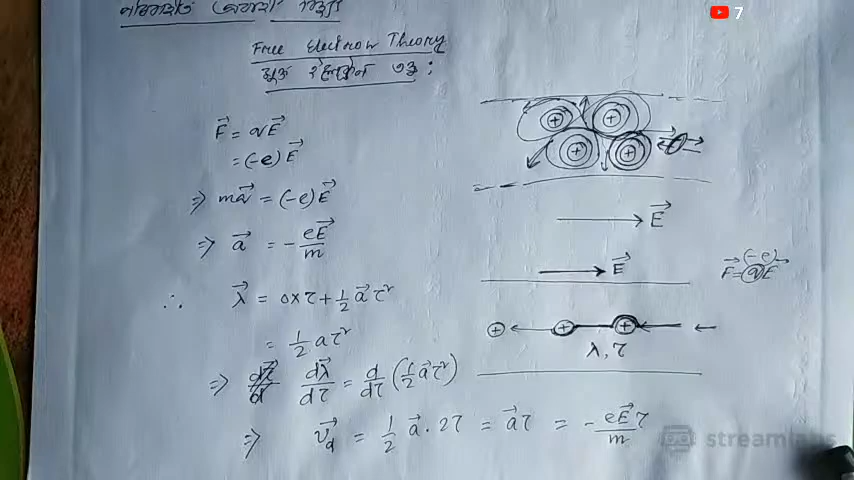 7
Free Electron Theory
মুক্ত ইলেকট্রন তত্ত্ব ;
F⃗ = qE⃗
= (-e)E⃗
⇒ ma⃗ = (-e)E⃗
⇒ a⃗ = - eE⃗/m
E⃗
E⃗
F⃗ = qE⃗
(-e)
∴ λ⃗ = 0×τ + ½ a⃗ τ²
= ½ aτ²
λ, τ
⇒ dλ⃗/dτ = d/dτ (½ a⃗ τ²)
⇒ v⃗d = ½ a⃗ . 2τ = a⃗τ = - eE⃗/m τ
streamlabs